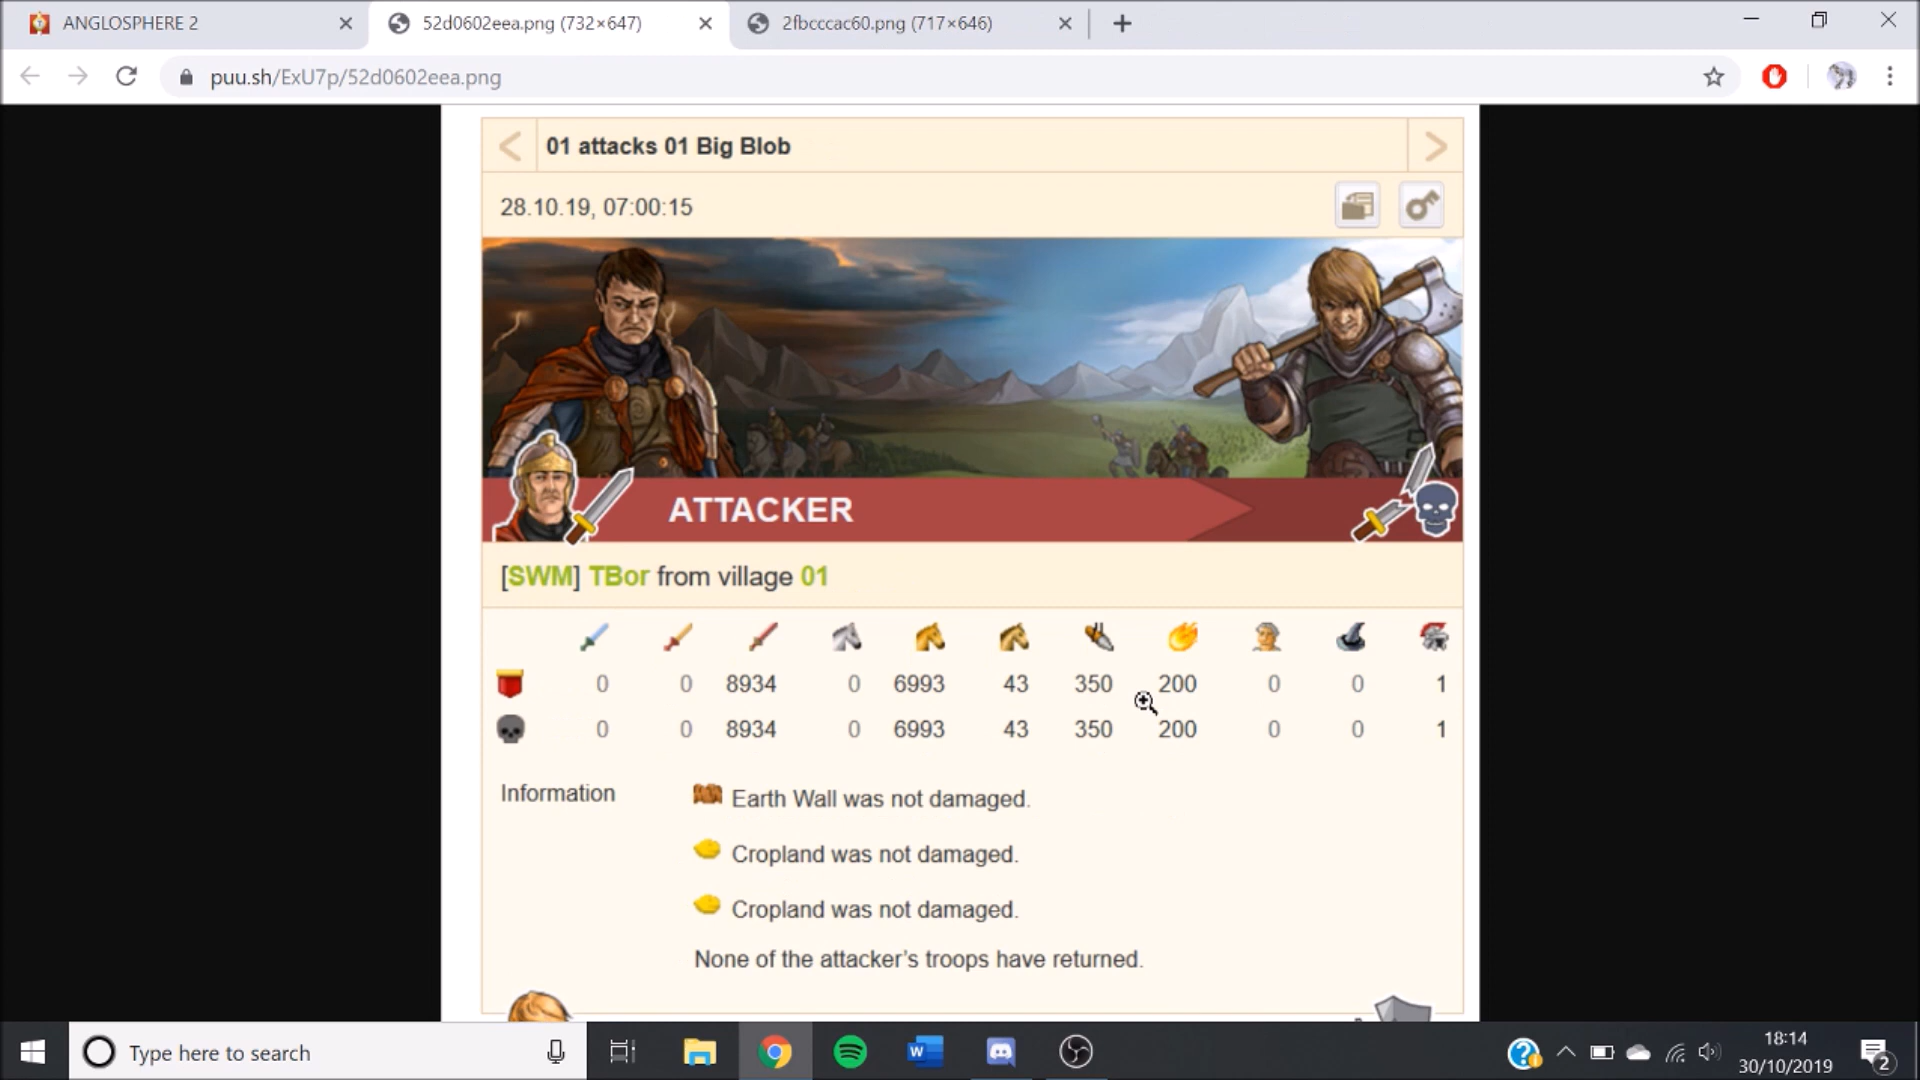 ANGLOSPHERE 2
52d0602eea.png (732×647)
2fbcccac60.png (717×646)
puu.sh/ExU7p/52d0602eea.png
01 attacks 01 Big Blob
28.10.19, 07:00:15
ATTACKER
[SWM] TBor from village 01
0 0 8934 0 6993 43 350 200 0 0 1
0 0 8934 0 6993 43 350 200 0 0 1
Information
Earth Wall was not damaged.
Cropland was not damaged.
Cropland was not damaged.
None of the attacker's troops have returned.
Type here to search
18:14
30/10/2019
2